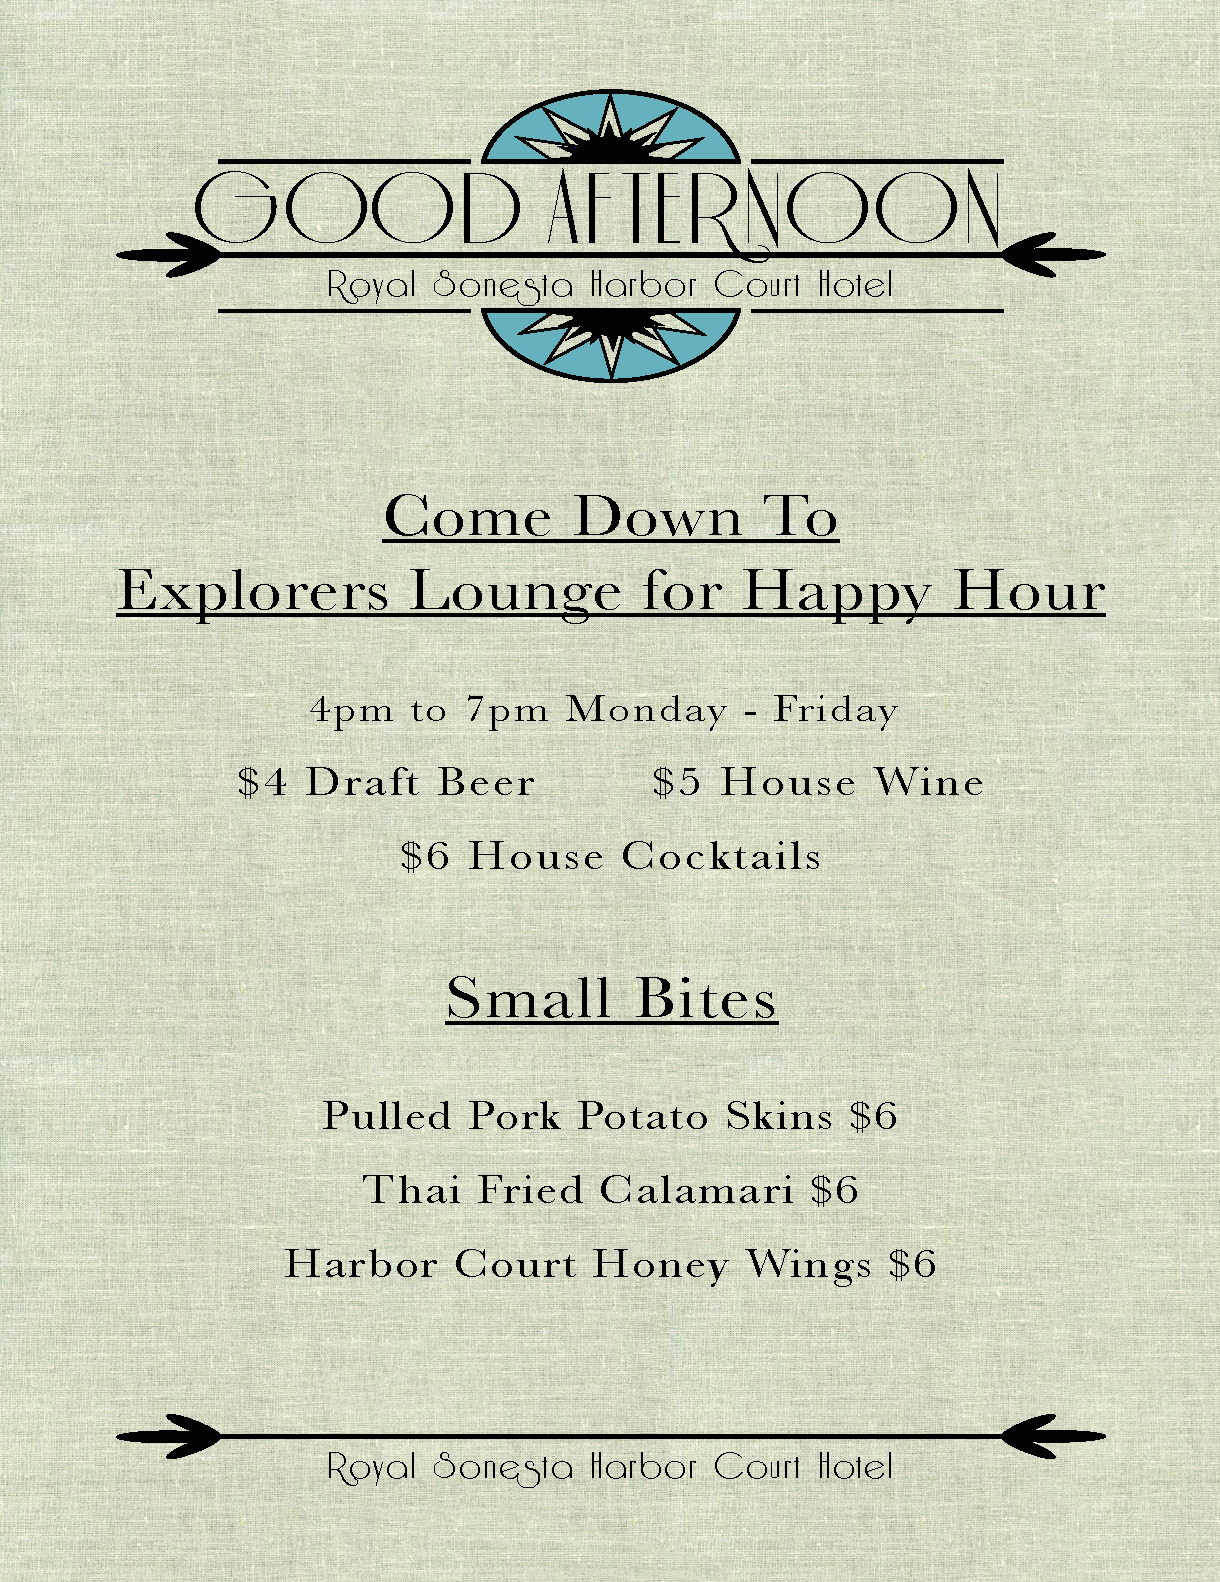 GOOD AFTERNOON
Royal Sonesta Harbor Court Hotel
Come Down To
Explorers Lounge for Happy Hour
4pm to 7pm Monday - Friday
$4 Draft Beer $5 House Wine
$6 House Cocktails
Small Bites
Pulled Pork Potato Skins $6
Thai Fried Calamari $6
Harbor Court Honey Wings $6
Royal Sonesta Harbor Court Hotel